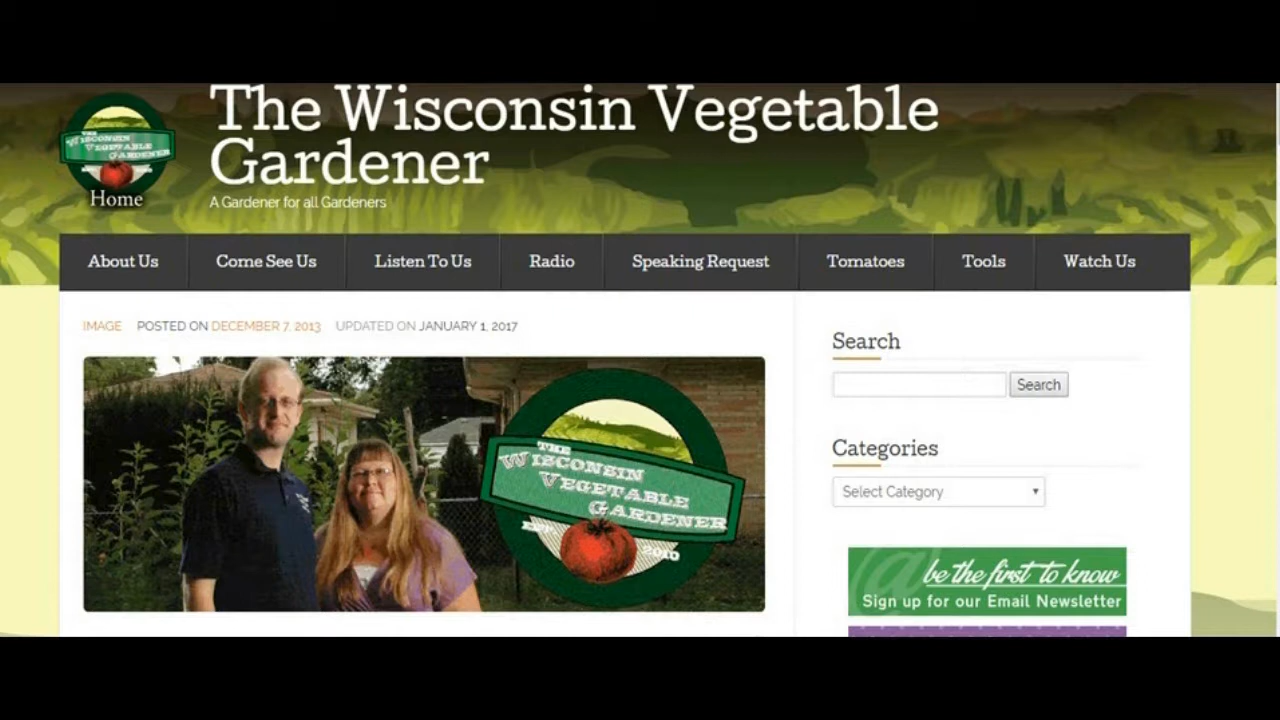 The Wisconsin Vegetable
Gardener
A Gardener for all Gardeners
THE
WISCONSIN
VEGETABLE
GARDENER
Home
About Us
Come See Us
Listen To Us
Radio
Speaking Request
Tomatoes
Tools
Watch Us
IMAGE POSTED ON DECEMBER 7, 2013 UPDATED ON JANUARY 1, 2017
THE
WISCONSIN
VEGETABLE
GARDENER
2010
Search
Search
Categories
Select Category
@
be the first to know
Sign up for our Email Newsletter